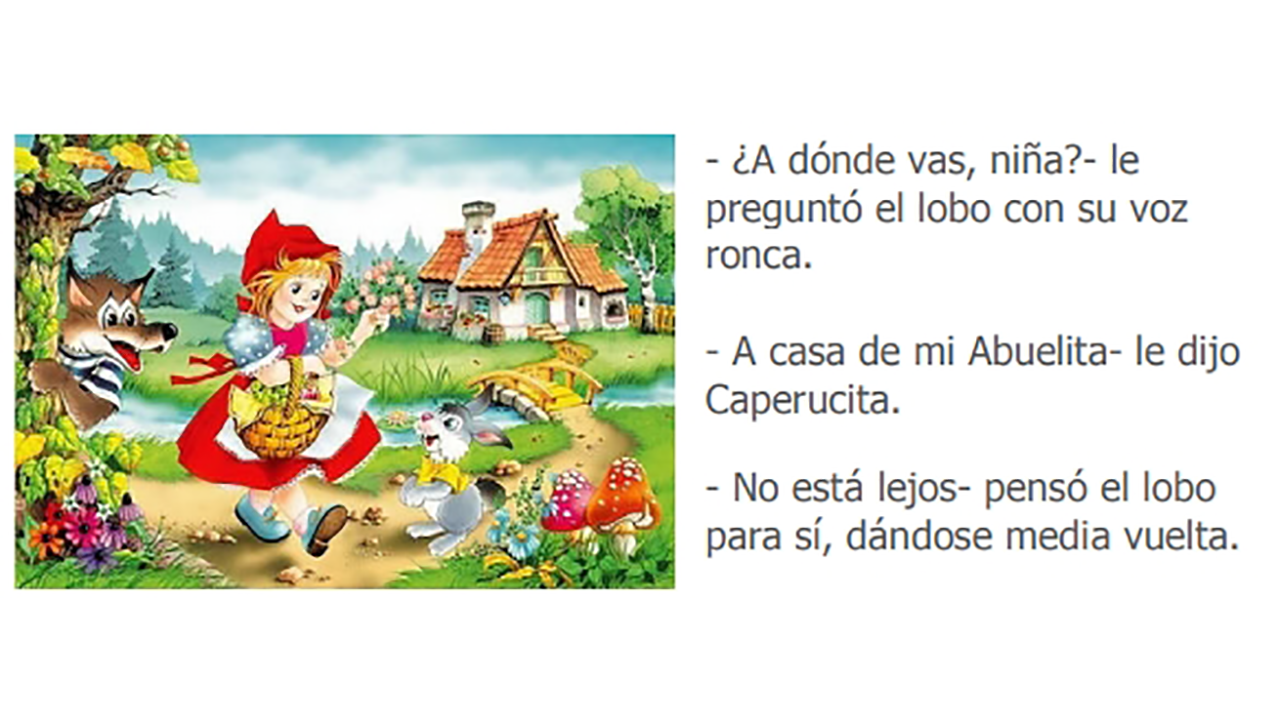 - ¿A dónde vas, niña?- le
preguntó el lobo con su voz
ronca.
- A casa de mi Abuelita- le dijo
Caperucita.
- No está lejos- pensó el lobo
para sí, dándose media vuelta.